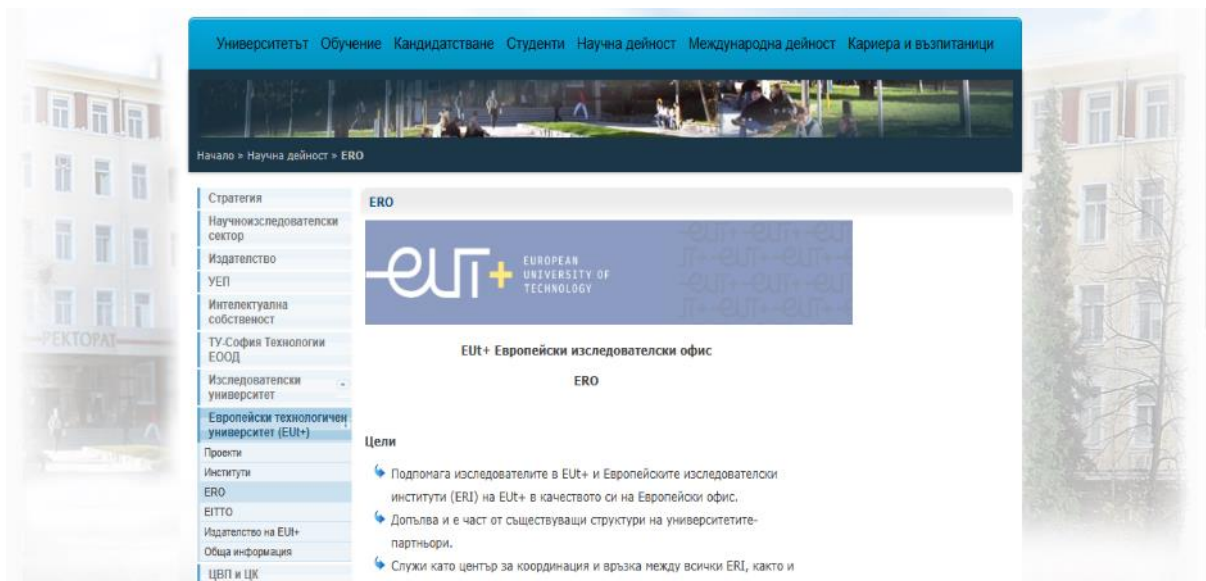 Университетът Обучение Кандидатстване Студенти Научна дейност Международна дейност Кариера и възпитаници
Начало » Научна дейност » ERO
Стратегия
Научноизследователски
сектор
Издателство
УЕП
Интелектуална
собственост
ТУ-София Технологии
ЕООД
Изследователски
университет
Европейски технологичен
университет (EUt+)
Проекти
Институти
ERO
EITTO
Издателство на EUt+
Обща информация
ЦВП и ЦК
ERO
EUT+
EUROPEAN
UNIVERSITY OF
TECHNOLOGY
EUt+ Европейски изследователски офис
ERO
Цели
Подпомага изследователите в EUt+ и Европейските изследователски
институти (ERI) на EUt+ в качеството си на Европейски офис.
Допълва и е част от съществуващи структури на университетите-
партньори.
Служи като център за координация и връзка между всички ERI, както и
РЕКТОРАТ